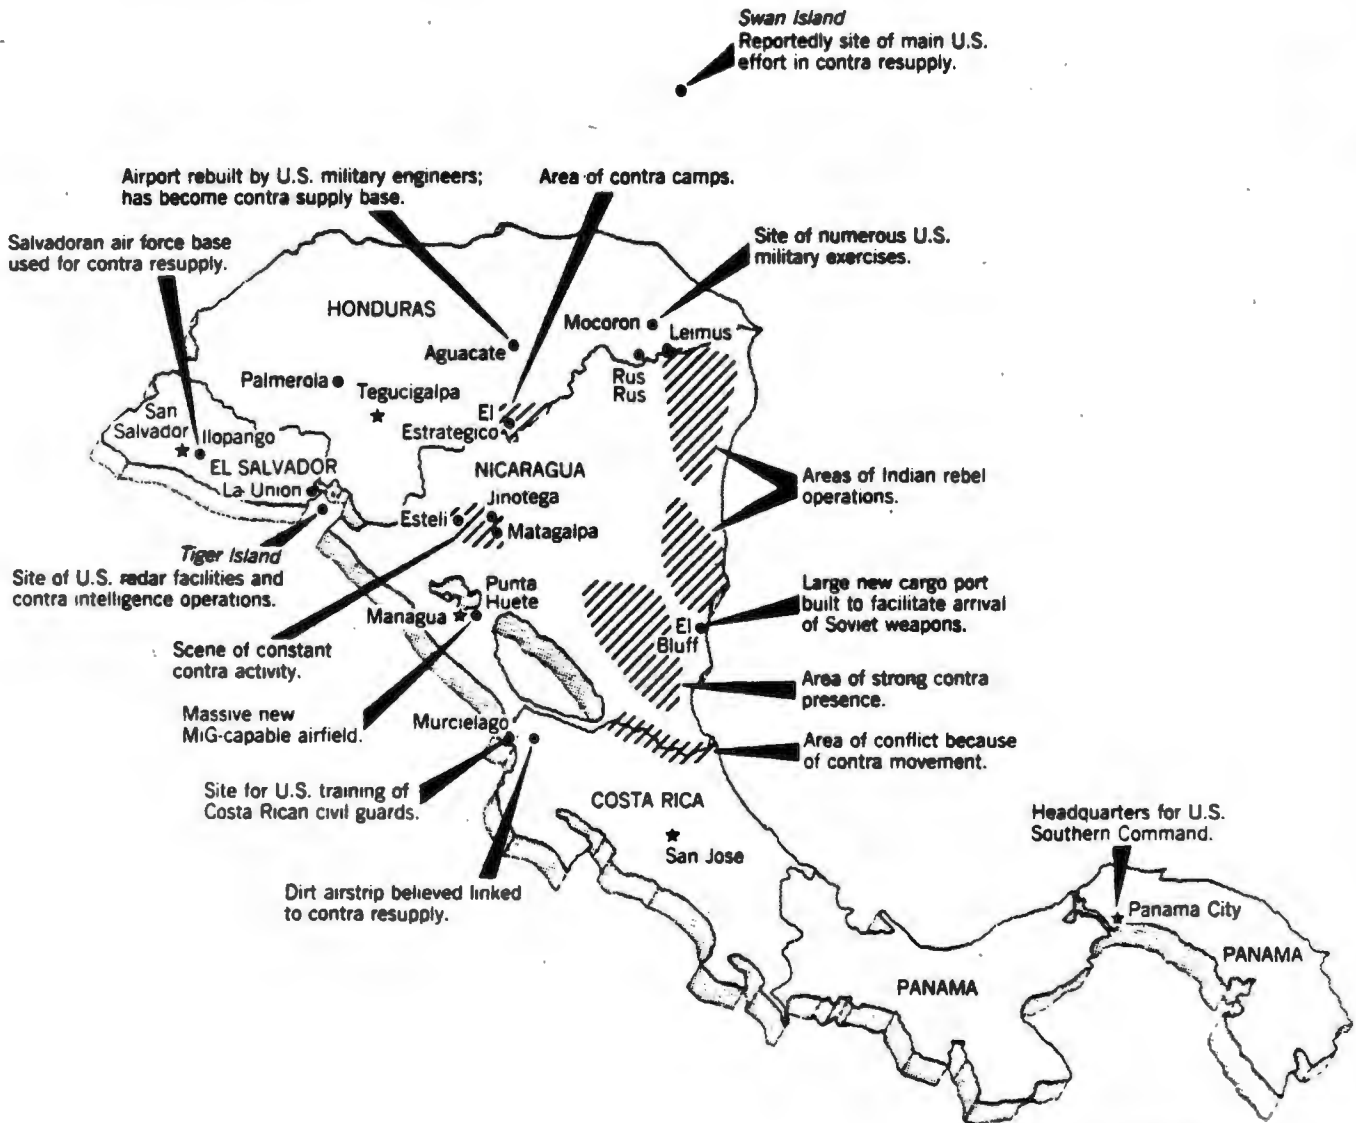 Swan Island
Reportedly site of main U.S.
effort in contra resupply.
Airport rebuilt by U.S. military engineers;
has become contra supply base.
Area of contra camps.
Salvadoran air force base
used for contra resupply.
Site of numerous U.S.
military exercises.
HONDURAS
Mocoron
Leimus
Aguacate
Rus
Rus
Palmerola
Tegucigalpa
San
Salvador
Ilopango
El
Estrategico
EL SALVADOR
La Union
NICARAGUA
Areas of Indian rebel
operations.
Jinotega
Esteli
Matagalpa
Tiger Island
Site of U.S. radar facilities and
contra intelligence operations.
Punta
Huete
Managua
Large new cargo port
built to facilitate arrival
of Soviet weapons.
El
Bluff
Scene of constant
contra activity.
Area of strong contra
presence.
Massive new
MiG-capable airfield.
Murcielago
Area of conflict because
of contra movement.
Site for U.S. training of
Costa Rican civil guards.
COSTA RICA
San Jose
Headquarters for U.S.
Southern Command.
Dirt airstrip believed linked
to contra resupply.
Panama City
PANAMA
PANAMA